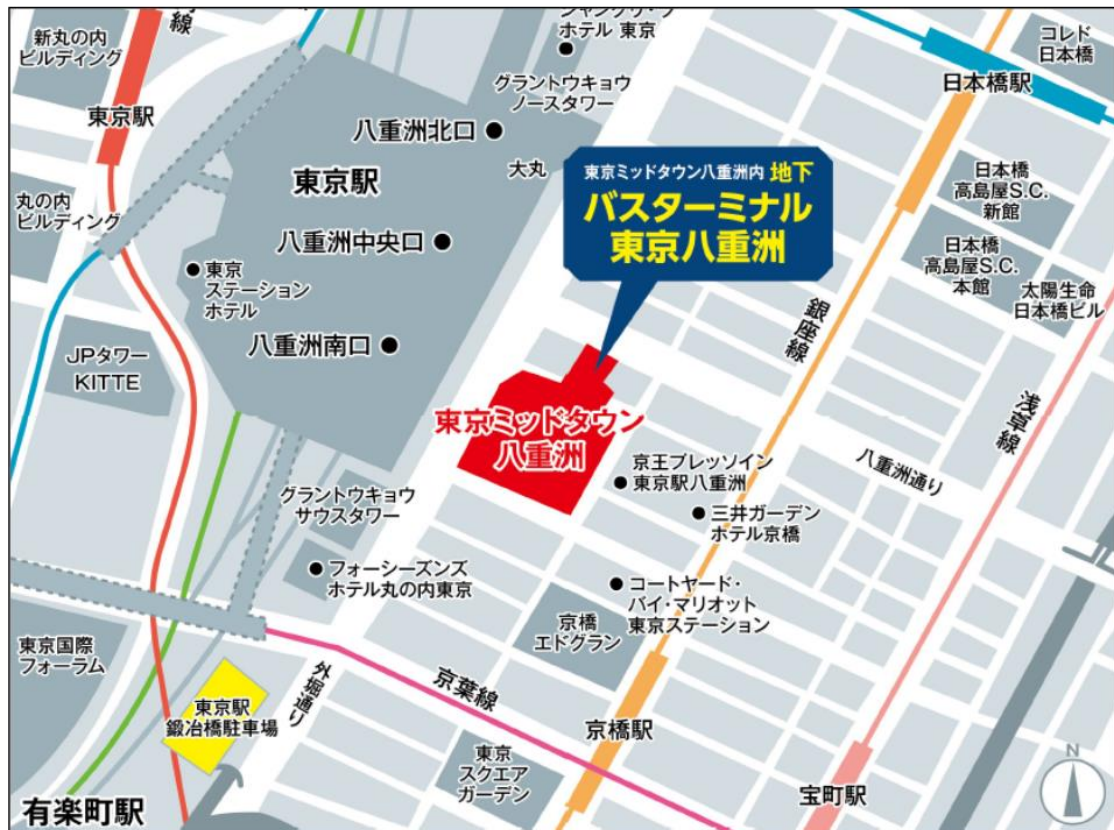 新丸の内
ビルディング
線
東京駅
丸の内
ビルディング
ホテル 東京
グラントウキョウ
ノースタワー
八重洲北口
大丸
東京駅
八重洲中央口
東京
ステーション
ホテル
八重洲南口
JPタワー
KITTE
東京ミッドタウン八重洲内 地下
バスターミナル
東京八重洲
コレド
日本橋
日本橋駅
日本橋
高島屋S.C.
新館
日本橋
高島屋S.C.
本館
太陽生命
日本橋ビル
銀座線
浅草線
八重洲通り
東京ミッドタウン
八重洲
京王プレッソイン
東京駅八重洲
三井ガーデン
ホテル京橋
グラントウキョウ
サウスタワー
フォーシーズンズ
ホテル丸の内東京
コートヤード・
バイ・マリオット
東京ステーション
京橋
エドグラン
東京国際
フォーラム
東京駅
鍛冶橋駐車場
外堀通り
京葉線
京橋駅
東京
スクエア
ガーデン
宝町駅
有楽町駅
N